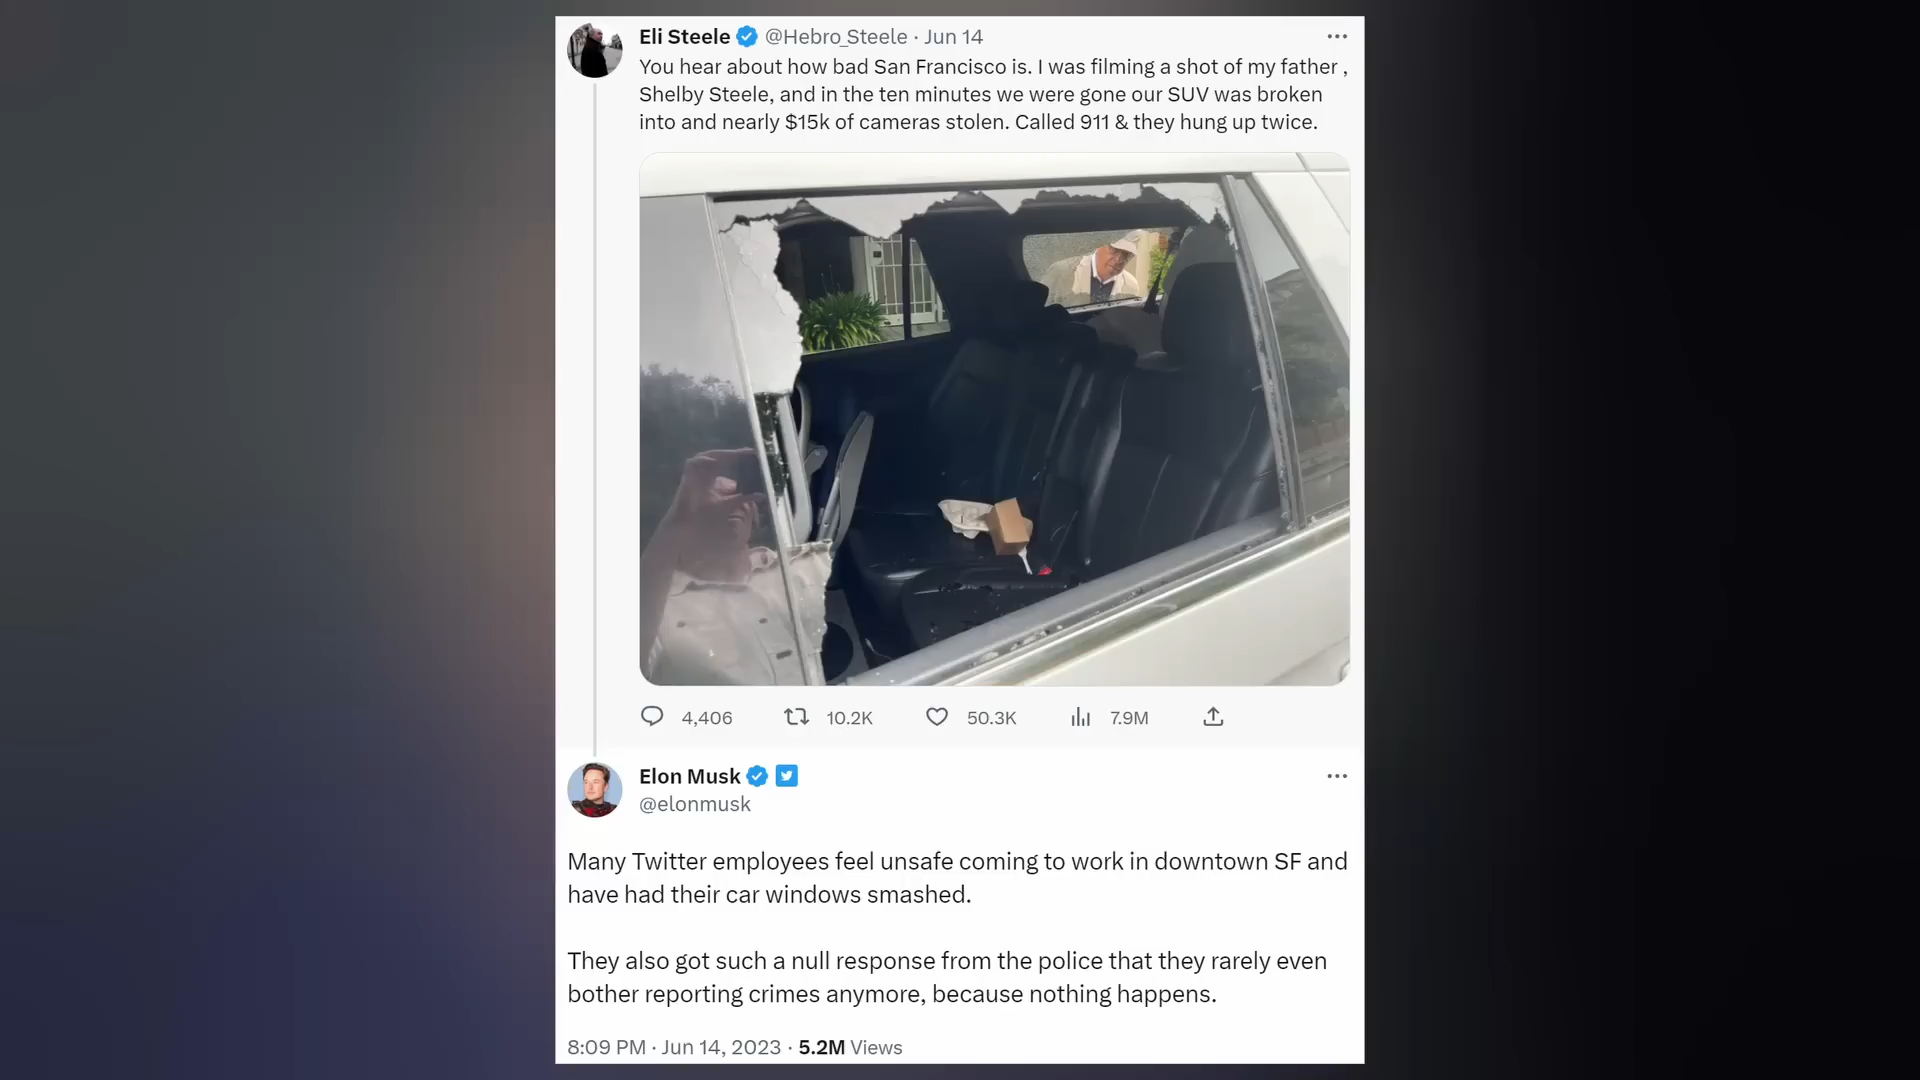 Eli Steele @Hebro_Steele · Jun 14
You hear about how bad San Francisco is. I was filming a shot of my father ,
Shelby Steele, and in the ten minutes we were gone our SUV was broken
into and nearly $15k of cameras stolen. Called 911 & they hung up twice.
4,406 10.2K 50.3K 7.9M
Elon Musk
@elonmusk
Many Twitter employees feel unsafe coming to work in downtown SF and
have had their car windows smashed.
They also got such a null response from the police that they rarely even
bother reporting crimes anymore, because nothing happens.
8:09 PM · Jun 14, 2023 · 5.2M Views